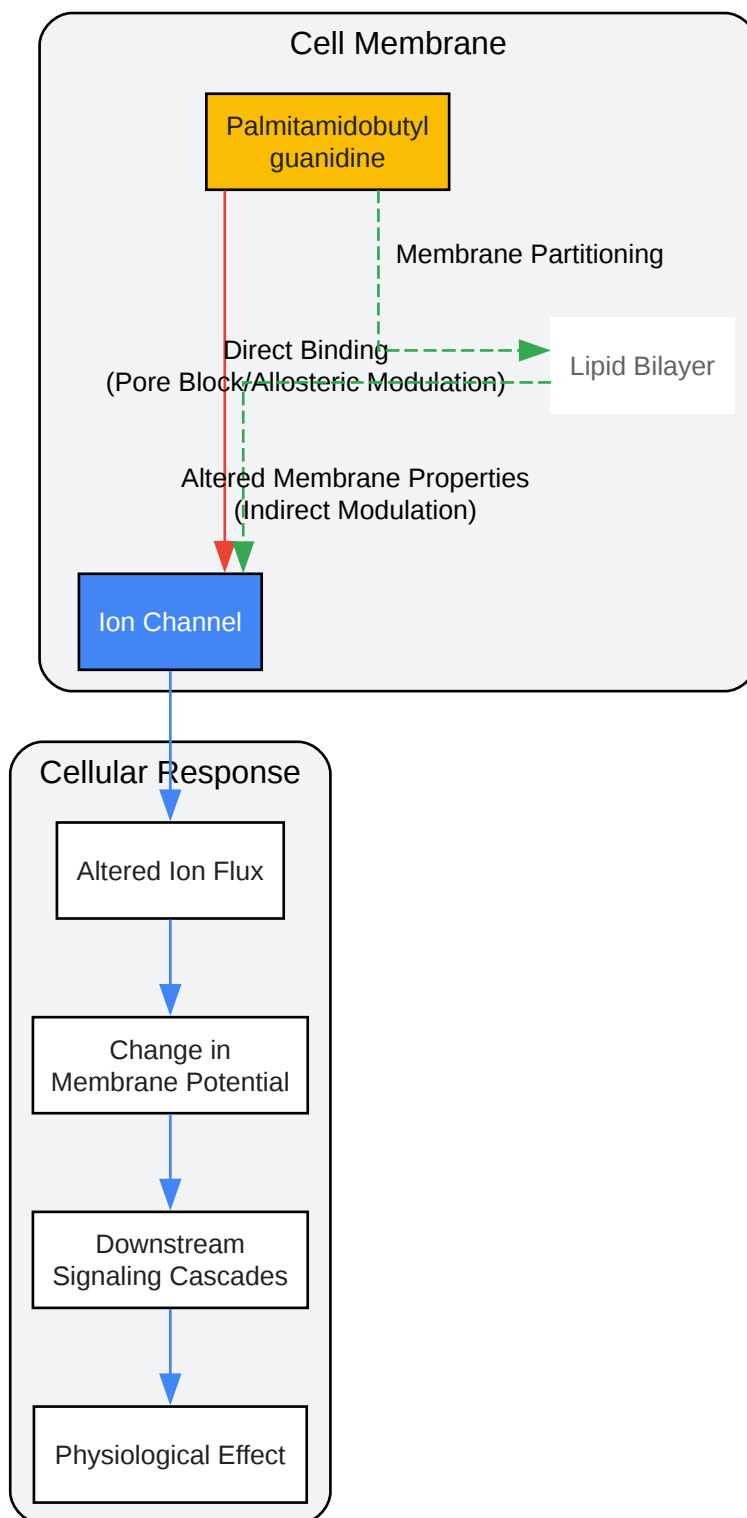 Cell Membrane
Palmitamidobutyl
guanidine
Membrane Partitioning
Direct Binding
(Pore Block/Allosteric Modulation)
Lipid Bilayer
Altered Membrane Properties
(Indirect Modulation)
Ion Channel
Cellular Response
Altered Ion Flux
Change in
Membrane Potential
Downstream
Signaling Cascades
Physiological Effect